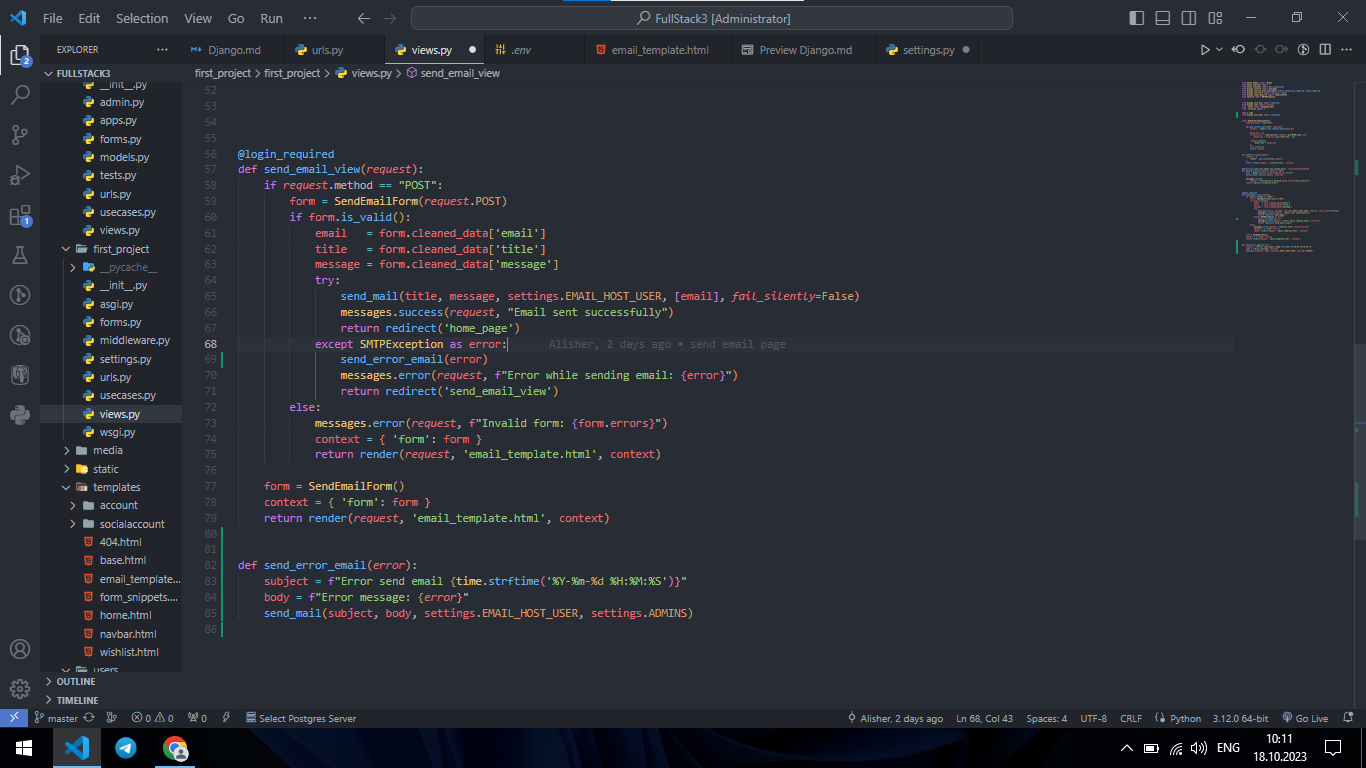 File Edit Selection View Go Run ··· FullStack3 [Administrator]
EXPLORER ··· Django.md urls.py views.py .env email_template.html Preview Django.md settings.py
FULLSTACK3
first_project > first_project > views.py > send_email_view
__init__.py
admin.py
apps.py
forms.py
models.py
tests.py
urls.py
usecases.py
views.py
first_project
__pycache__
__init__.py
asgi.py
forms.py
middleware.py
settings.py
urls.py
usecases.py
views.py
wsgi.py
media
static
templates
account
socialaccount
404.html
base.html
email_template...
form_snippets....
home.html
navbar.html
wishlist.html
users
OUTLINE
TIMELINE
2
1
52
53
54
55
56 @login_required
57 def send_email_view(request):
58 if request.method == "POST":
59 form = SendEmailForm(request.POST)
60 if form.is_valid():
61 email = form.cleaned_data['email']
62 title = form.cleaned_data['title']
63 message = form.cleaned_data['message']
64 try:
65 send_mail(title, message, settings.EMAIL_HOST_USER, [email], fail_silently=False)
66 messages.success(request, "Email sent successfully")
67 return redirect('home_page')
68 except SMTPException as error: Alisher, 2 days ago • send email page
69 send_error_email(error)
70 messages.error(request, f"Error while sending email: {error}")
71 return redirect('send_email_view')
72 else:
73 messages.error(request, f"Invalid form: {form.errors}")
74 context = { 'form': form }
75 return render(request, 'email_template.html', context)
76
77 form = SendEmailForm()
78 context = { 'form': form }
79 return render(request, 'email_template.html', context)
80
81
82 def send_error_email(error):
83 subject = f"Error send email {time.strftime('%Y-%m-%d %H:%M:%S')}"
84 body = f"Error message: {error}"
85 send_mail(subject, body, settings.EMAIL_HOST_USER, settings.ADMINS)
86
master 0 0 0 Select Postgres Server Alisher, 2 days ago Ln 68, Col 43 Spaces: 4 UTF-8 CRLF Python 3.12.0 64-bit Go Live
ENG 10:11
18.10.2023